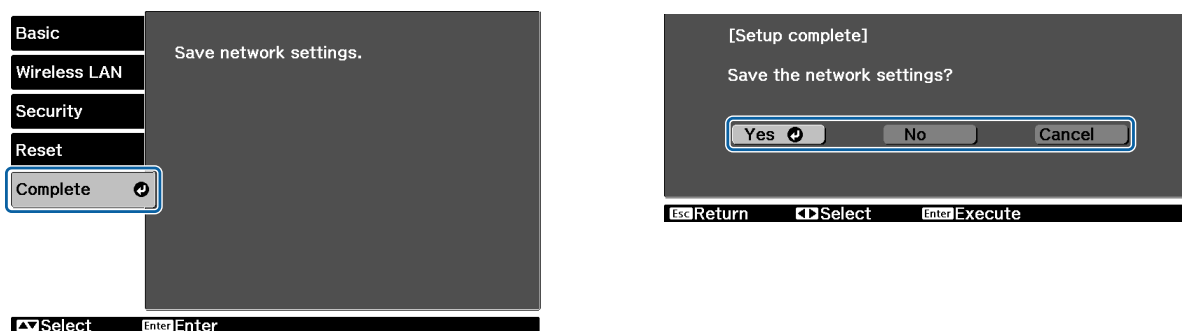 Basic
Wireless LAN
Security
Reset
Complete
Save network settings.
Select Enter Enter
[Setup complete]
Save the network settings?
Yes No Cancel
Esc Return Select Enter Execute